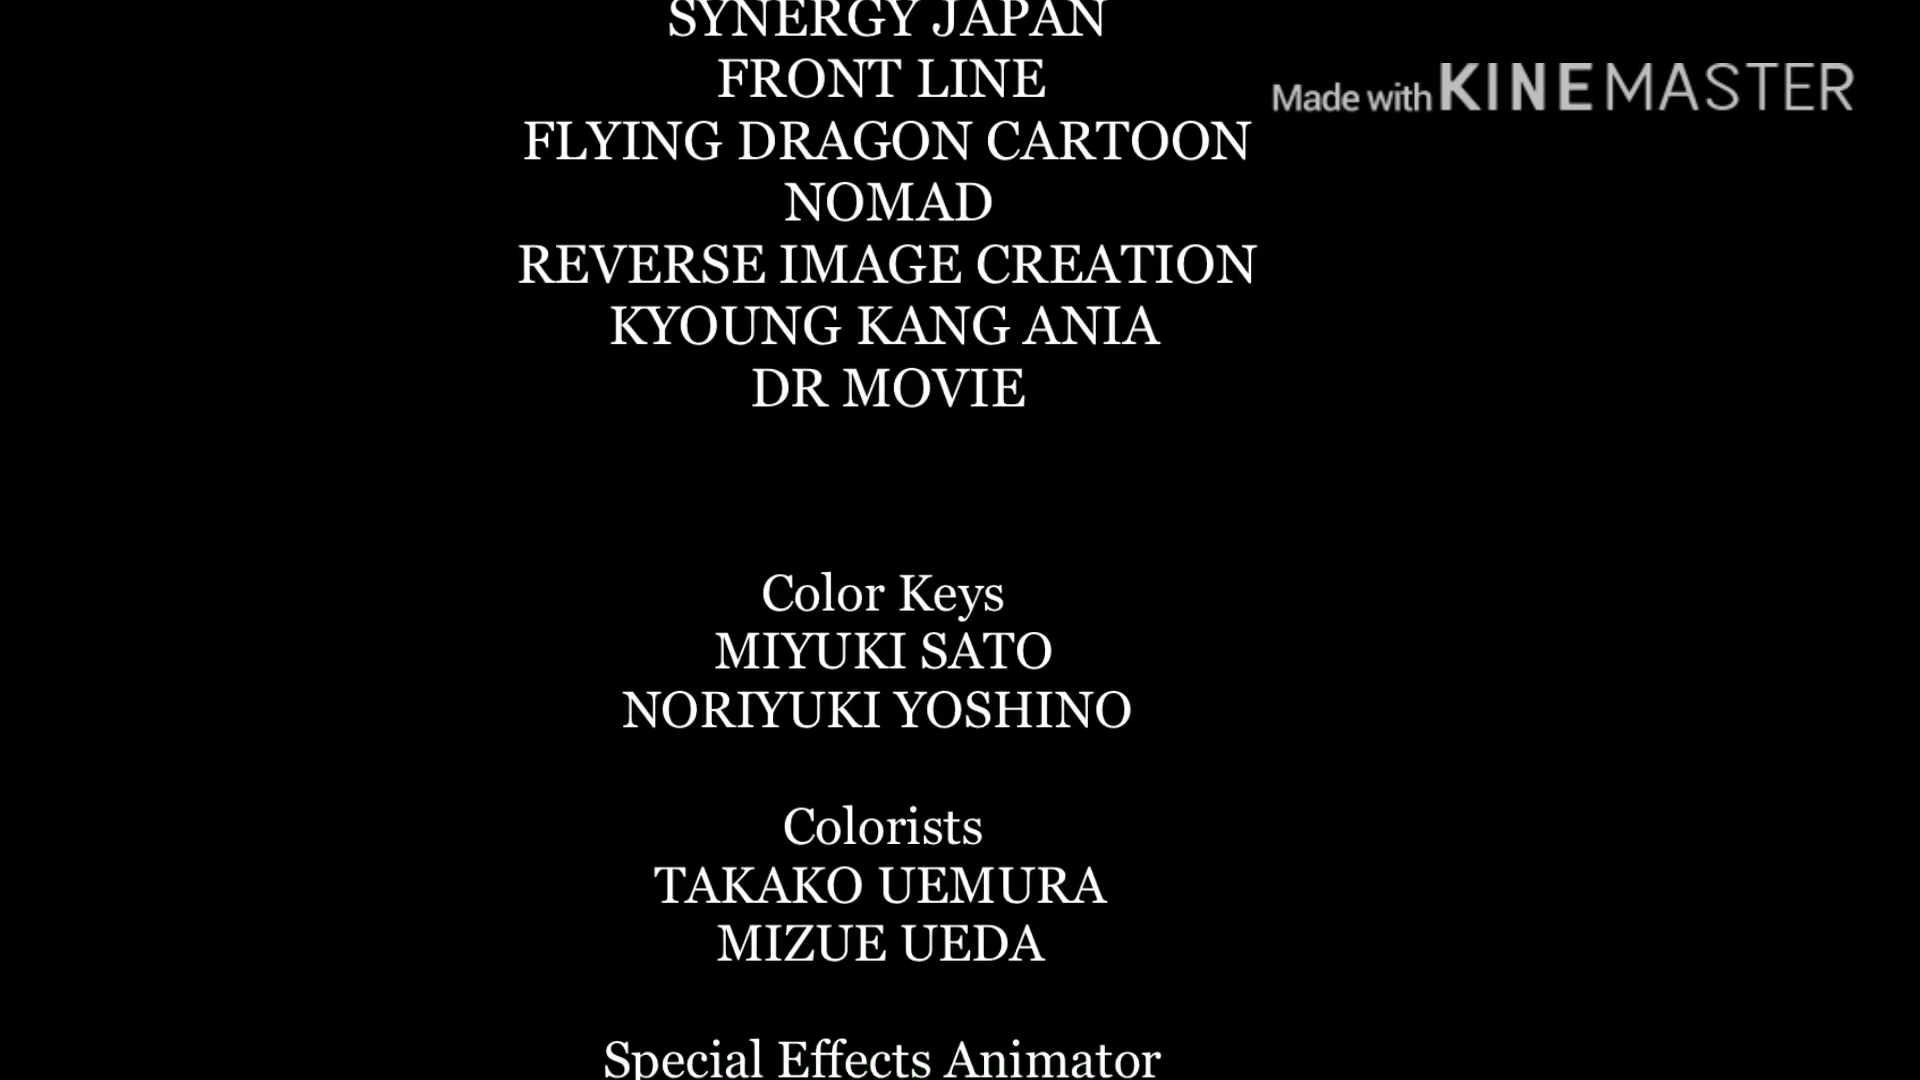 SYNERGY JAPAN
FRONT LINE
Made with KINEMASTER
FLYING DRAGON CARTOON
NOMAD
REVERSE IMAGE CREATION
KYOUNG KANG ANIA
DR MOVIE
Color Keys
MIYUKI SATO
NORIYUKI YOSHINO
Colorists
TAKAKO UEMURA
MIZUE UEDA
Special Effects Animator